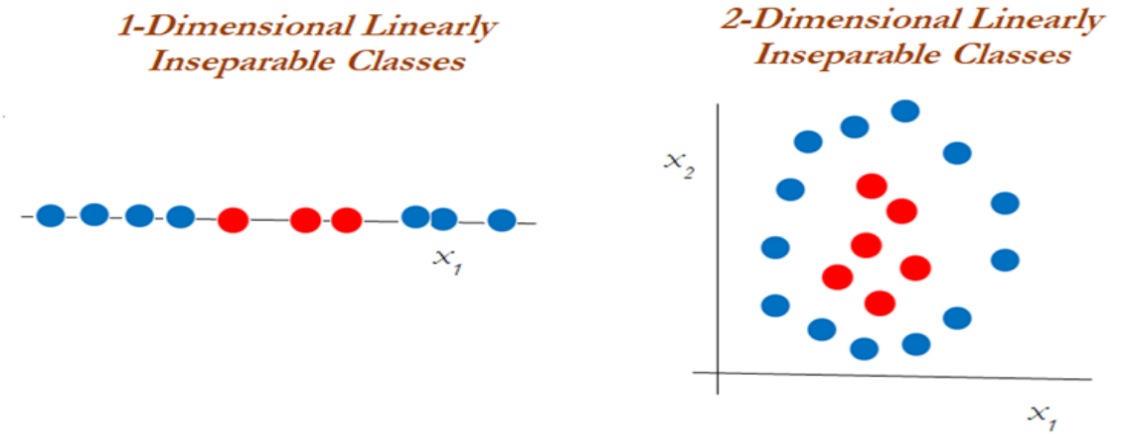 1-Dimensional Linearly
Inseparable Classes
x₁
2-Dimensional Linearly
Inseparable Classes
x₂
x₁